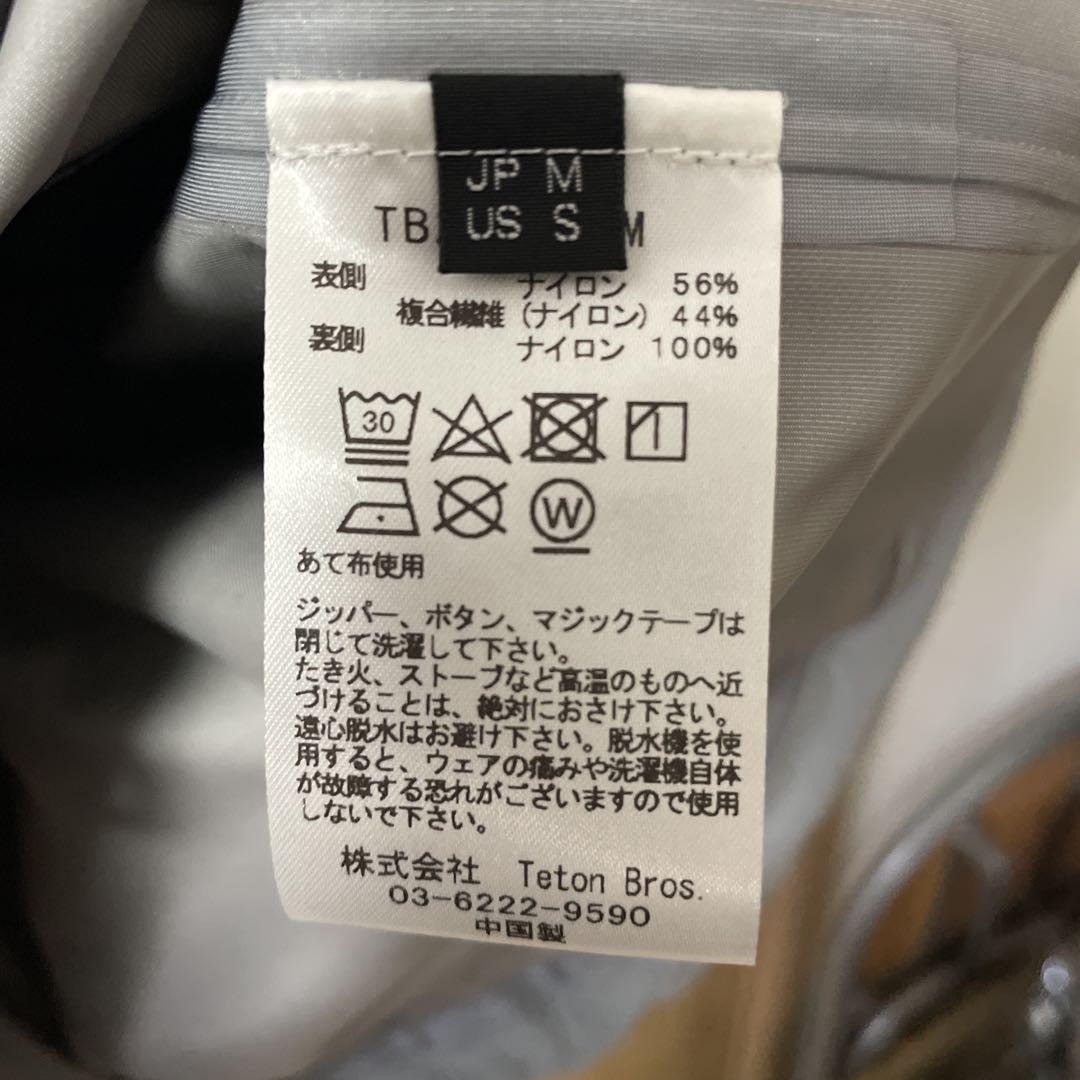 JP M
US S
TB M
表側 ナイロン 56%
複合繊維 (ナイロン) 44%
裏側 ナイロン 100%
30
W
あて布使用
ジッパー、ボタン、マジックテープは
閉じて洗濯して下さい。
たき火、ストーブなど高温のものへ近
づけることは、絶対におさけ下さい。
遠心脱水はお避け下さい。脱水機を使
用すると、ウェアの痛みや洗濯機自体
が故障する恐れがございますので使用
しないで下さい。
株式会社 Teton Bros.
03-6222-9590
中国製